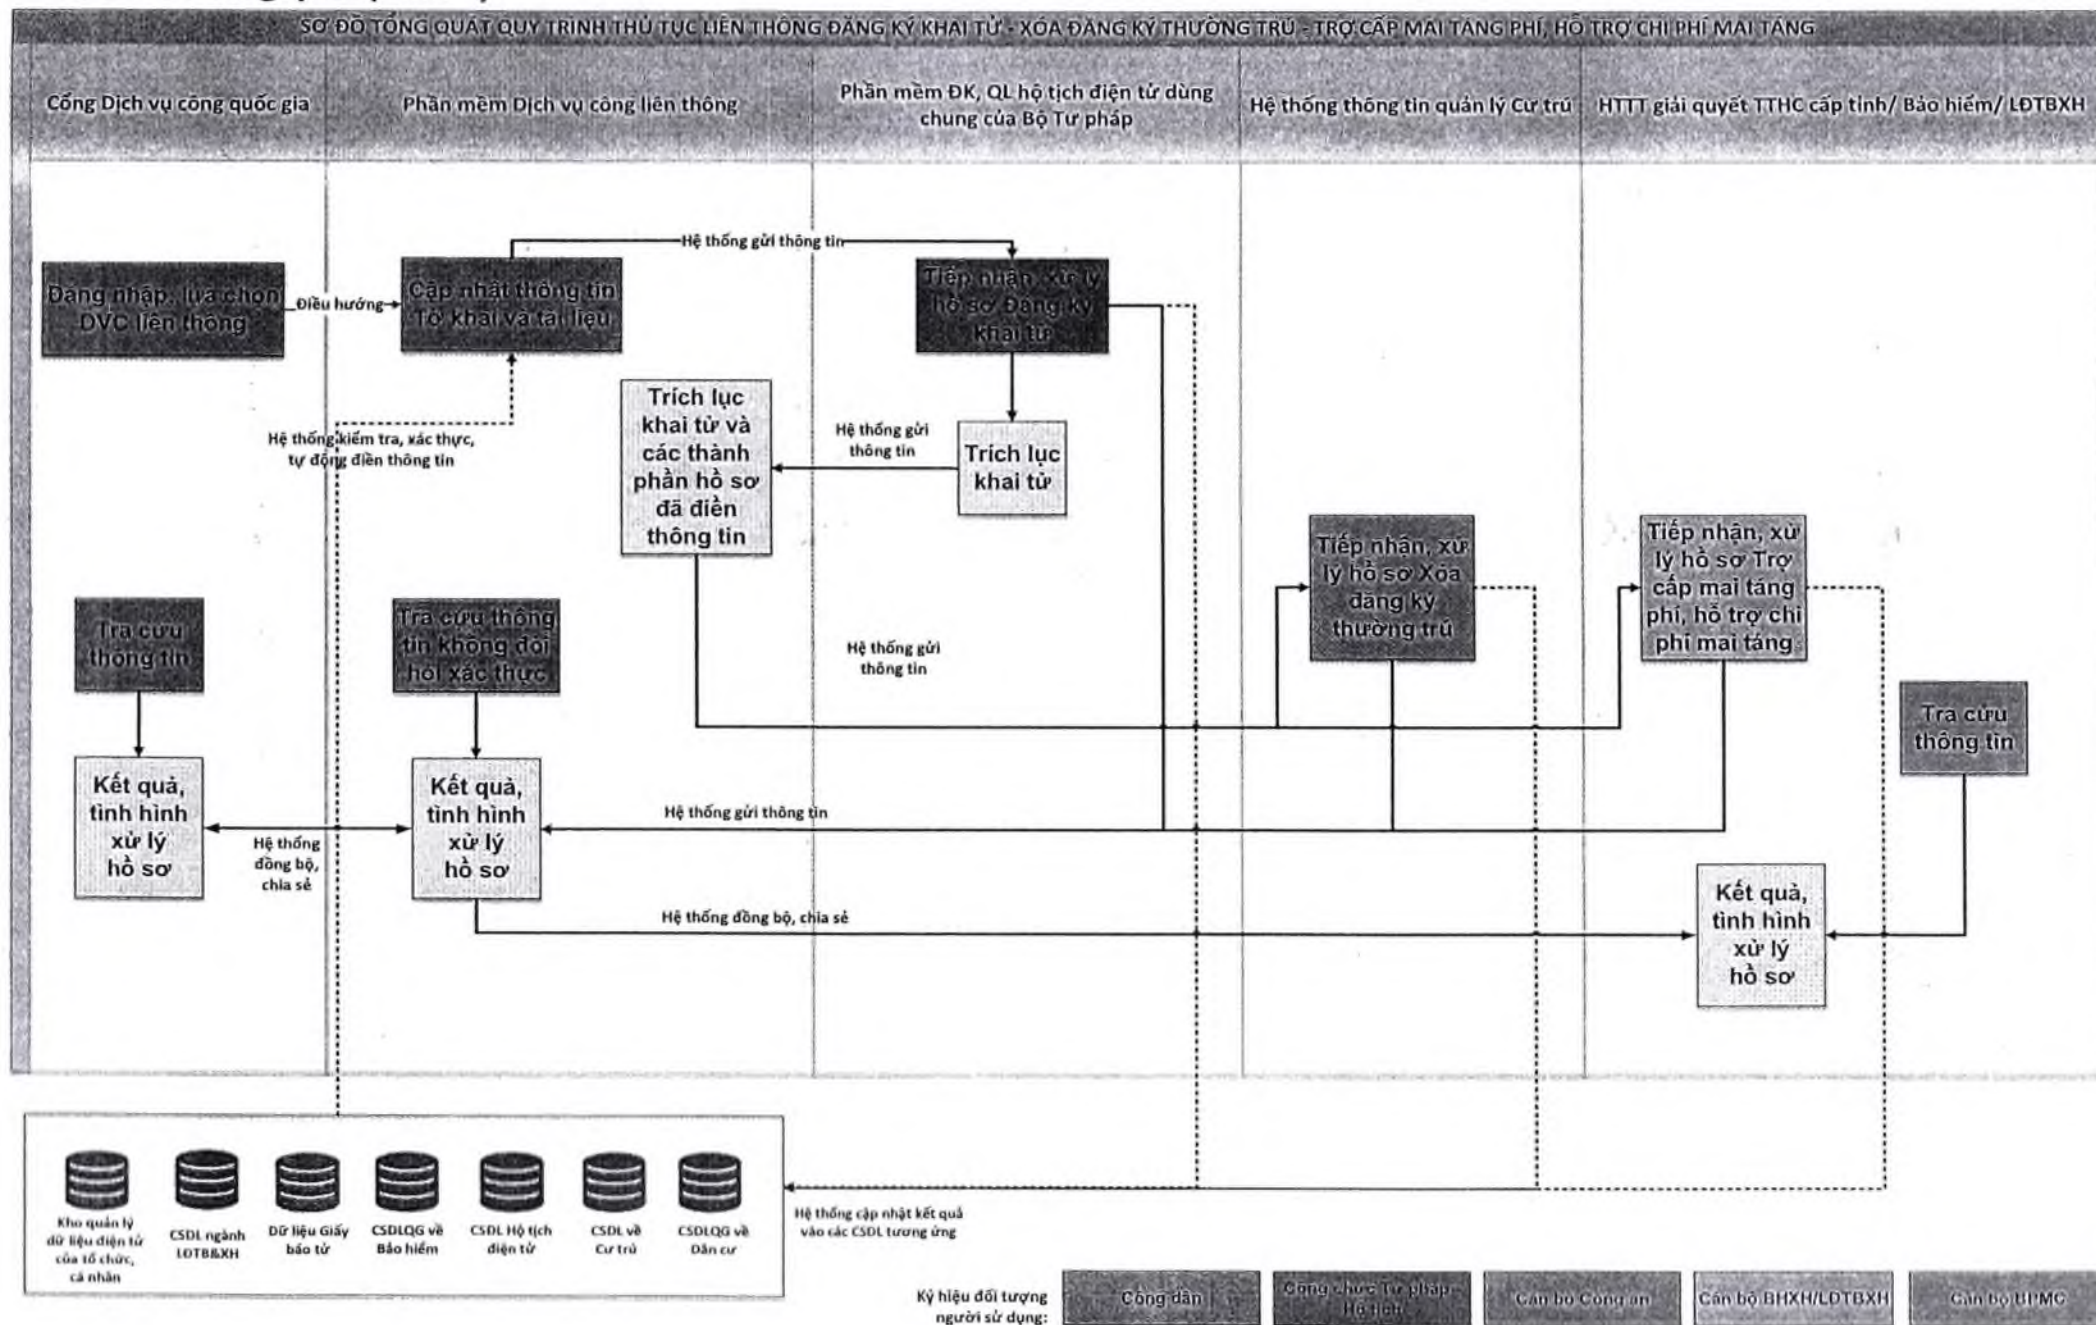 SƠ ĐỒ TỔNG QUÁT QUY TRÌNH THỦ TỤC LIÊN THÔNG ĐĂNG KÝ KHAI TỬ - XÓA ĐĂNG KÝ THƯỜNG TRÚ - TRỢ CẤP MAI TÁNG PHÍ, HỖ TRỢ CHI PHÍ MAI TÁNG
Cổng Dịch vụ công quốc gia
Phần mềm Dịch vụ công liên thông
Phần mềm ĐK, QL hộ tịch điện tử dùng
chung của Bộ Tư pháp
Hệ thống thông tin quản lý Cư trú
HTTT giải quyết TTHC cấp tỉnh/ Bảo hiểm/ LĐTBXH
Hệ thống gửi thông tin
Đăng nhập, lựa chọn
DVC liên thông
Điều hướng
Cập nhật thông tin
Tờ khai và tài liệu
Tiếp nhận, xử lý
hồ sơ Đăng ký
khai tử
Hệ thống kiểm tra, xác thực,
tự động điền thông tin
Trích lục
khai tử và
các thành
phần hồ sơ
đã điền
thông tin
Hệ thống gửi
thông tin
Trích lục
khai tử
Tiếp nhận, xử
lý hồ sơ Xóa
đăng ký
thường trú
Tiếp nhận, xử
lý hồ sơ Trợ
cấp mai táng
phí, hỗ trợ chi
phí mai táng
Tra cứu
thông tin
Tra cứu thông
tin không đòi
hỏi xác thực
Hệ thống gửi
thông tin
Tra cứu
thông tin
Kết quả,
tình hình
xử lý
hồ sơ
Hệ thống
đồng bộ,
chia sẻ
Kết quả,
tình hình
xử lý
hồ sơ
Hệ thống gửi thông tin
Hệ thống đồng bộ, chia sẻ
Kết quả,
tình hình
xử lý
hồ sơ
Kho quản lý
dữ liệu điện tử
của tổ chức,
cá nhân
CSDL ngành
LĐTB&XH
Dữ liệu Giấy
báo tử
CSDLQG về
Bảo hiểm
CSDL Hộ tịch
điện tử
CSDL về
Cư trú
CSDLQG về
Dân cư
Hệ thống cập nhật kết quả
vào các CSDL tương ứng
Ký hiệu đối tượng
người sử dụng:
Công dân
Công chức Tư pháp-
Hộ tịch
Cán bộ Công an
Cán bộ BHXH/LĐTBXH
Cán bộ BPMC